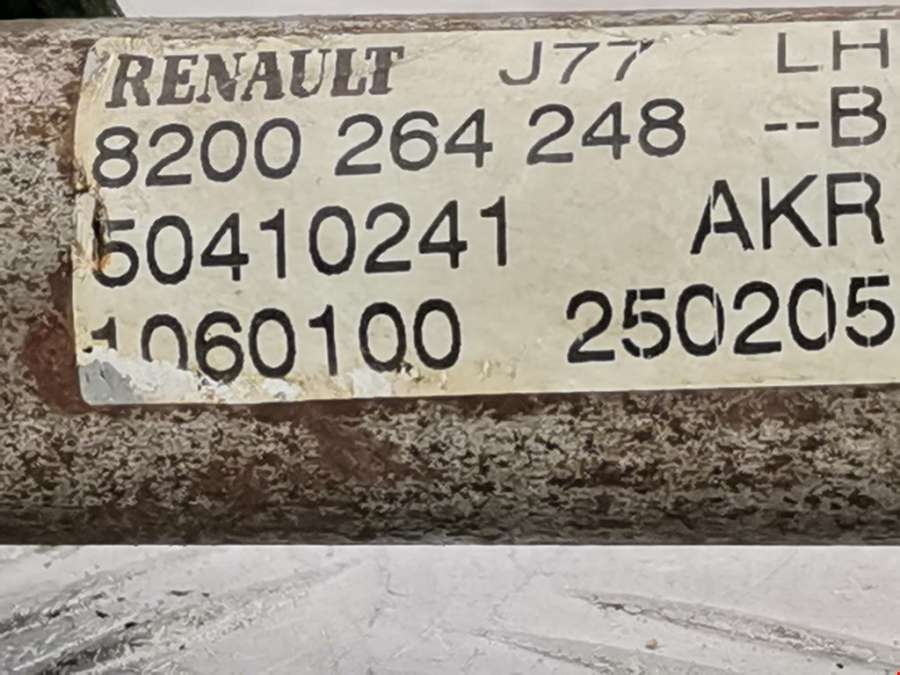 RENAULT J77 LH
8200 264 248 --B
50410241 AKR
1060100 250205